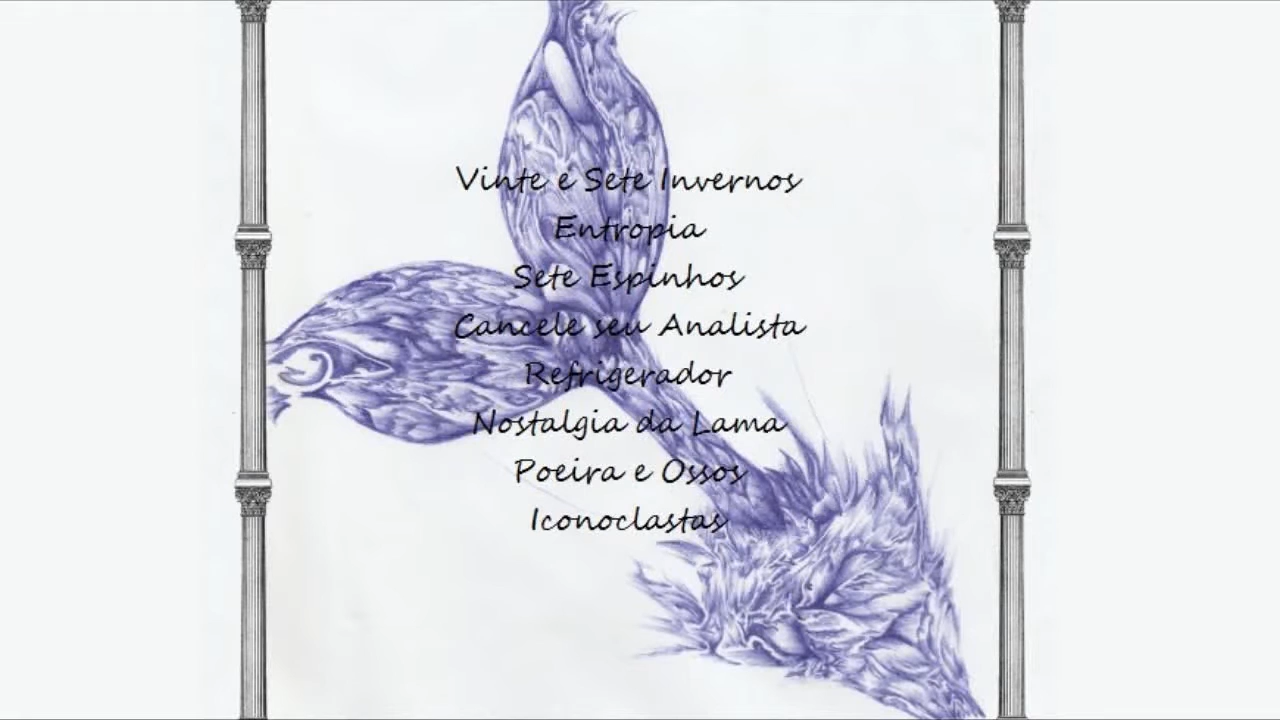 Vinte e Sete Invernos
Entropia
Sete Espinhos
Cancele seu Analista
Refrigerador
Nostalgia da Lama
Poeira e Ossos
Iconoclastas